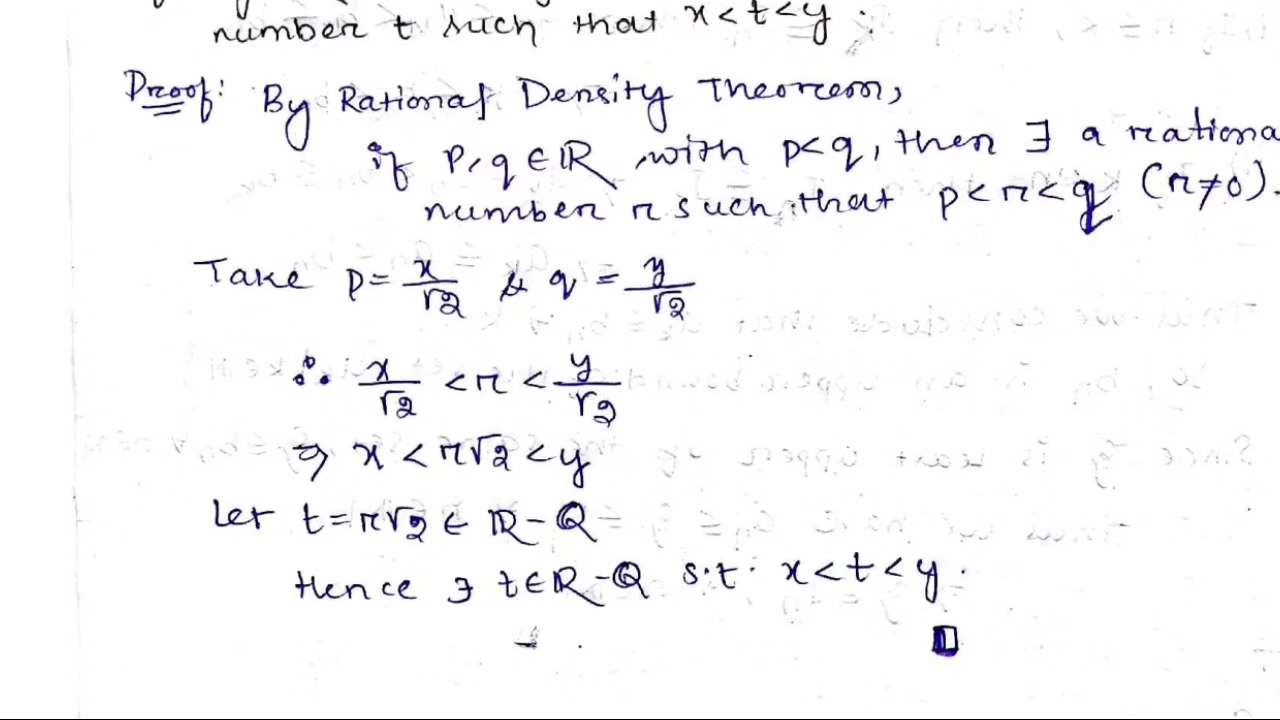 number t such that x < t < y.
Proof: By Rational Density Theorem,
if p, q ∈ ℝ with p < q, then ∃ a rationa
number r such that p < r < q (r ≠ 0).
Take p = x/√2 & q = y/√2
∴ x/√2 < r < y/√2
⇒ x < r√2 < y
Let t = r√2 ∈ ℝ - ℚ
Hence ∃ t ∈ ℝ - ℚ s.t. x < t < y.